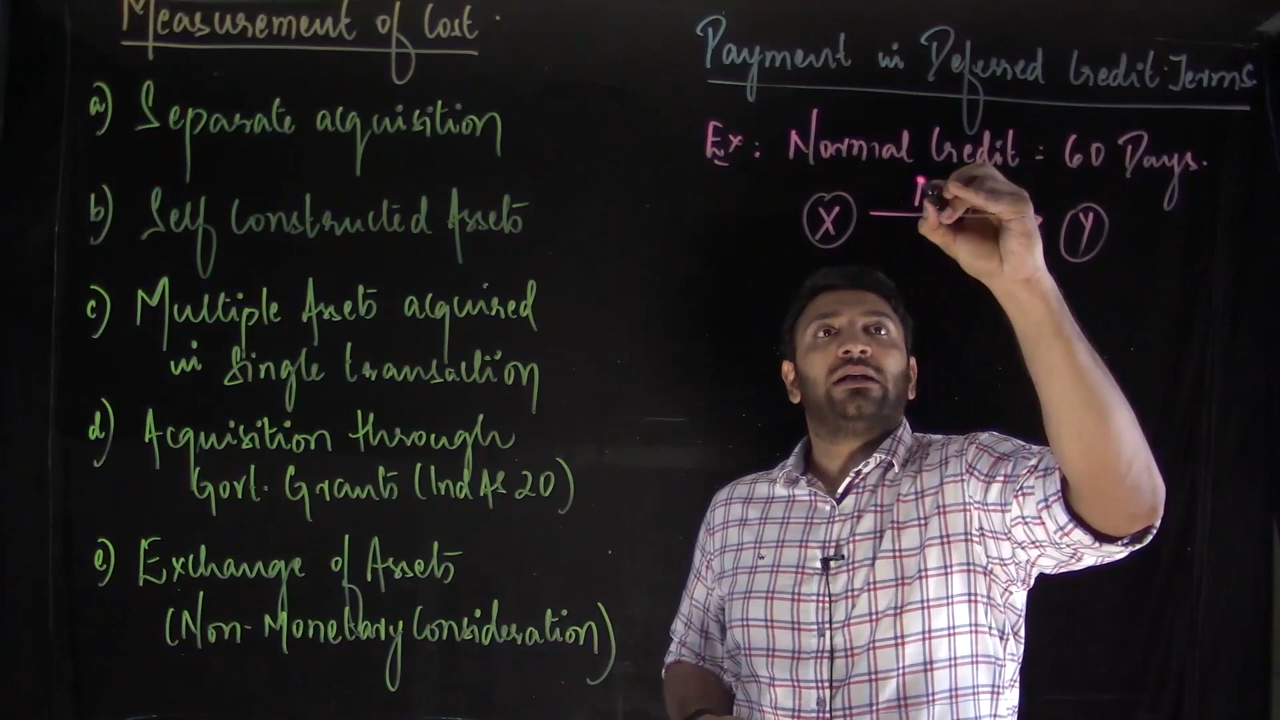 Measurement of Cost
a) Separate acquisition
b) Self Constructed Assets
c) Multiple Assets acquired
in Single transaction
d) Acquisition through
Govt. Grants (Ind As 20)
e) Exchange of Assets
(Non-Monetary Consideration)
Payment in Deferred Credit Terms
Ex: Normal Credit = 60 Days.
X Y